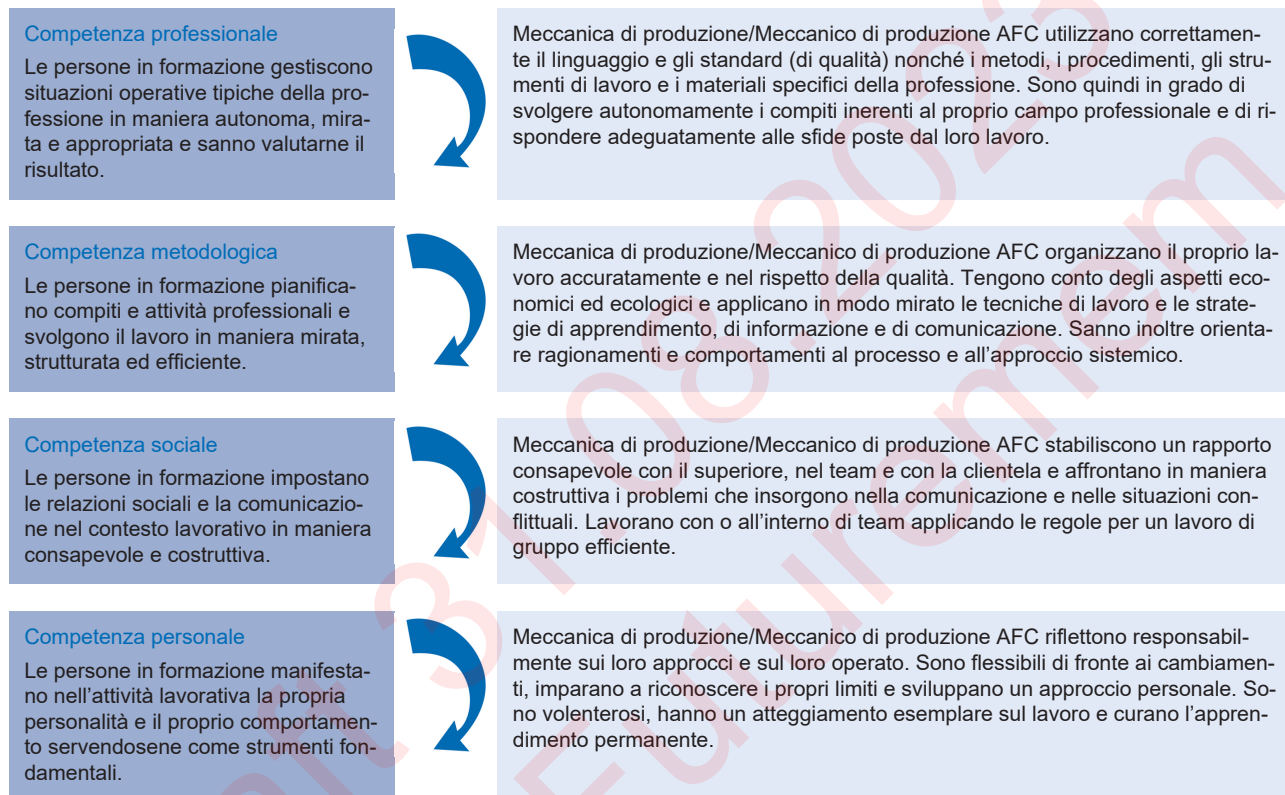 Competenza professionale
Le persone in formazione gestiscono
situazioni operative tipiche della pro-
fessione in maniera autonoma, mira-
ta e appropriata e sanno valutarne il
risultato.
Meccanica di produzione/Meccanico di produzione AFC utilizzano correttamen-
te il linguaggio e gli standard (di qualità) nonché i metodi, i procedimenti, gli stru-
menti di lavoro e i materiali specifici della professione. Sono quindi in grado di
svolgere autonomamente i compiti inerenti al proprio campo professionale e di ri-
spondere adeguatamente alle sfide poste dal loro lavoro.
Competenza metodologica
Le persone in formazione pianifica-
no compiti e attività professionali e
svolgono il lavoro in maniera mirata,
strutturata ed efficiente.
Meccanica di produzione/Meccanico di produzione AFC organizzano il proprio la-
voro accuratamente e nel rispetto della qualità. Tengono conto degli aspetti eco-
nomici ed ecologici e applicano in modo mirato le tecniche di lavoro e le strate-
gie di apprendimento, di informazione e di comunicazione. Sanno inoltre orienta-
re ragionamenti e comportamenti al processo e all'approccio sistemico.
Competenza sociale
Le persone in formazione impostano
le relazioni sociali e la comunicazio-
ne nel contesto lavorativo in maniera
consapevole e costruttiva.
Meccanica di produzione/Meccanico di produzione AFC stabiliscono un rapporto
consapevole con il superiore, nel team e con la clientela e affrontano in maniera
costruttiva i problemi che insorgono nella comunicazione e nelle situazioni con-
flittuali. Lavorano con o all'interno di team applicando le regole per un lavoro di
gruppo efficiente.
Competenza personale
Le persone in formazione manifesta-
no nell'attività lavorativa la propria
personalità e il proprio comportamen-
to servendosene come strumenti fon-
damentali.
Meccanica di produzione/Meccanico di produzione AFC riflettono responsabil-
mente sui loro approcci e sul loro operato. Sono flessibili di fronte ai cambiamen-
ti, imparano a riconoscere i propri limiti e sviluppano un approccio personale. So-
no volenterosi, hanno un atteggiamento esemplare sul lavoro e curano l'appren-
dimento permanente.
31.08.2023
Futuremem